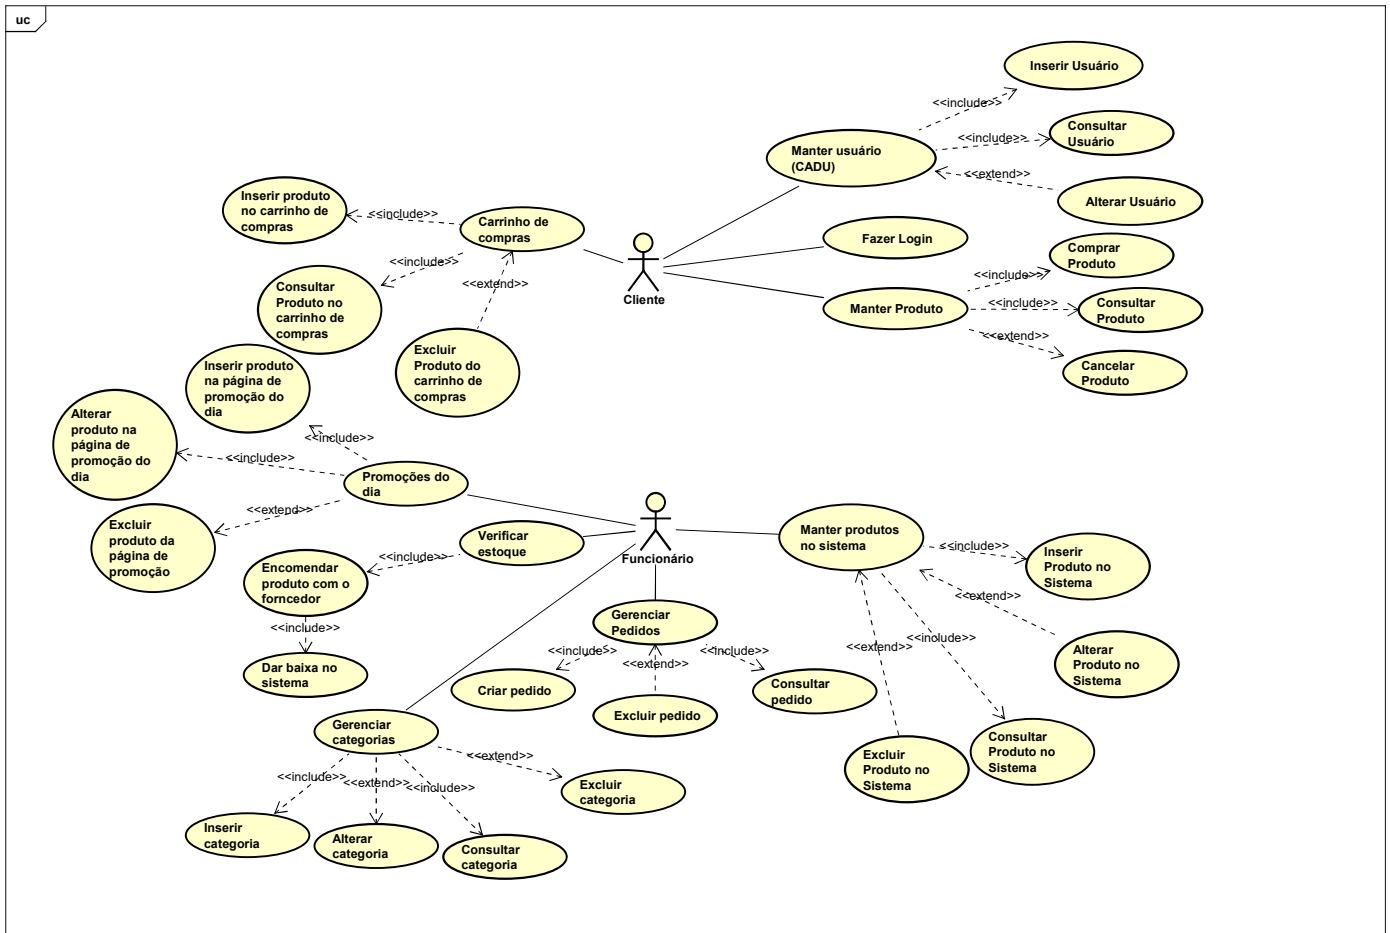 uc
Inserir Usuário
<<include>>
Consultar
Usuário
<<include>>
Manter usuário
(CADU)
<<extend>>
Alterar Usuário
Inserir produto
no carrinho de
compras
<<include>>
Carrinho de
compras
Fazer Login
Comprar
Produto
<<include>>
<<include>>
Consultar
Produto no
carrinho de
compras
<<extend>>
Cliente
Manter Produto
<<include>>
Consultar
Produto
<<extend>>
Cancelar
Produto
Excluir
Produto do
carrinho de
compras
Inserir produto
na página de
promoção do
dia
Alterar
produto na
página de
promoção do
dia
<<include>>
<<include>>
Promoções do
dia
<<extend>>
Excluir
produto da
página de
promoção
Verificar
estoque
<<include>>
Encomendar
produto com o
forncedor
<<include>>
Dar baixa no
sistema
Funcionário
Manter produtos
no sistema
<<include>>
Inserir
Produto no
Sistema
<<extend>>
Alterar
Produto no
Sistema
<<extend>>
<<include>>
Gerenciar
Pedidos
<<include>>
<<extend>>
<<include>>
Criar pedido
Excluir pedido
Consultar
pedido
Excluir
Produto no
Sistema
Consultar
Produto no
Sistema
Gerenciar
categorias
<<include>>
<<extend>>
<<include>>
<<extend>>
Excluir
categoria
Inserir
categoria
Alterar
categoria
Consultar
categoria